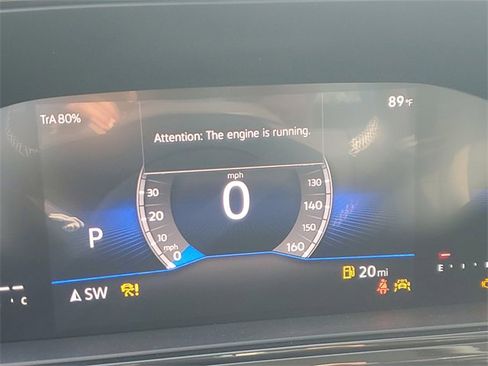 TrA 80%
89°F
Attention: The engine is running.
mph
0
30
20
10
mph
0
130
140
150
160
P
20 mi
C
SW
E
F